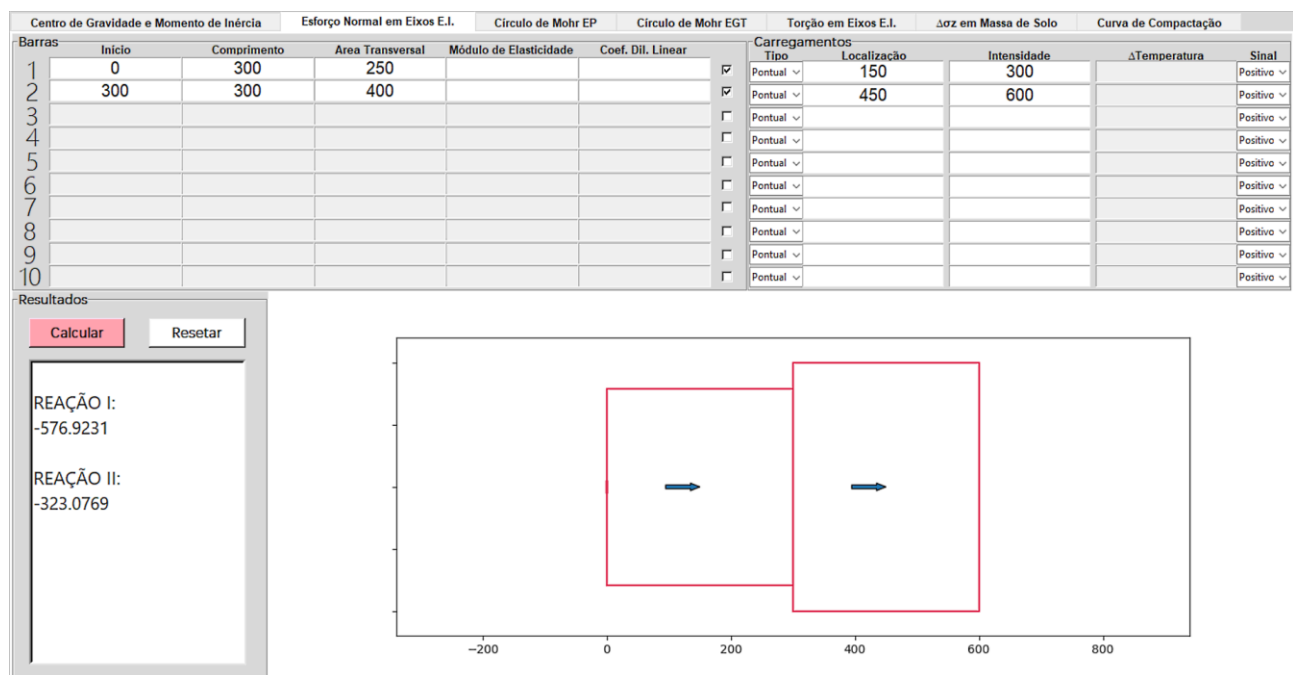 Centro de Gravidade e Momento de Inércia Esforço Normal em Eixos E.I. Círculo de Mohr EP Círculo de Mohr EGT Torção em Eixos E.I. Δσz em Massa de Solo Curva de Compactação
Barras Carregamentos
Inicio Comprimento Area Transversal Módulo de Elasticidade Coef. Dil. Linear Tipo Localização Intensidade ΔTemperatura Sinal
1 0 300 250 Pontual 150 300 Positivo
2 300 300 400 Pontual 450 600 Positivo
3 Pontual Positivo
4 Pontual Positivo
5 Pontual Positivo
6 Pontual Positivo
7 Pontual Positivo
8 Pontual Positivo
9 Pontual Positivo
10 Pontual Positivo
Resultados
Calcular Resetar
REAÇÃO I:
-576.9231
REAÇÃO II:
-323.0769
−200 0 200 400 600 800